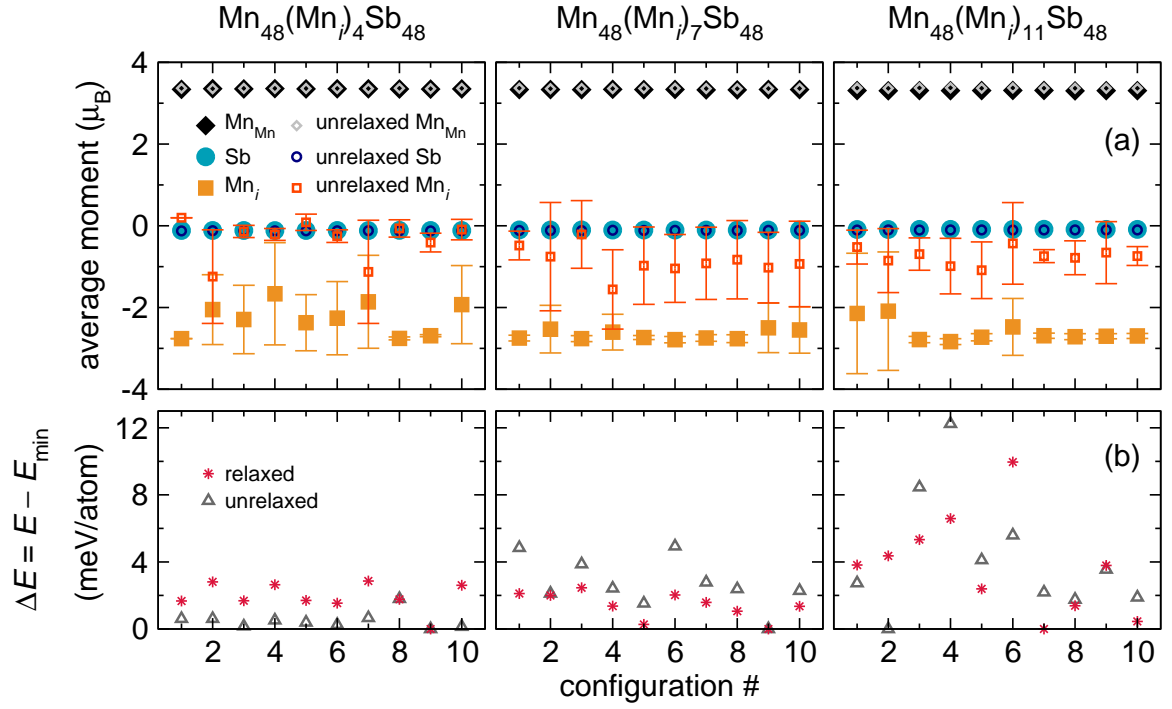 Mn48(Mni)4Sb48
Mn48(Mni)7Sb48
Mn48(Mni)11Sb48
average moment (μB)
4
2
0
-2
-4
MnMn
unrelaxed MnMn
Sb
unrelaxed Sb
Mni
unrelaxed Mni
(a)
ΔE = E − Emin
(meV/atom)
12
8
4
0
relaxed
unrelaxed
(b)
2 4 6 8 10
2 4 6 8 10
2 4 6 8 10
configuration #